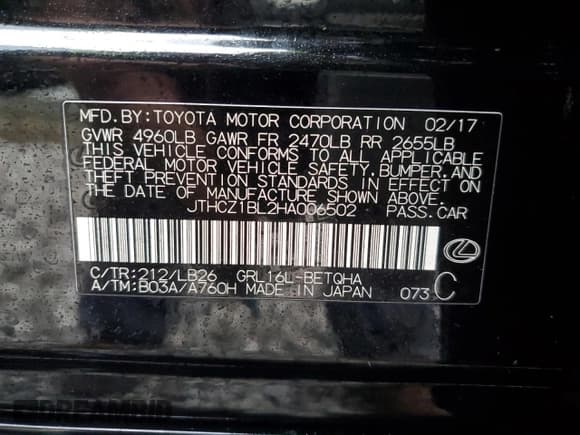 MFD. BY: TOYOTA MOTOR CORPORATION 02/17
GVWR 4960LB GAWR FR 2470LB RR 2655LB
THIS VEHICLE CONFORMS TO ALL APPLICABLE
FEDERAL MOTOR VEHICLE SAFETY, BUMPER, AND
THEFT PREVENTION STANDARDS IN EFFECT ON
THE DATE OF MANUFACTURE SHOWN ABOVE.
JTHCZ1BL2HA006502 PASS. CAR
C/TR: 212/LB26 GRL16L-BETQHA
A/TM: B03A/A760H MADE IN JAPAN 073 C